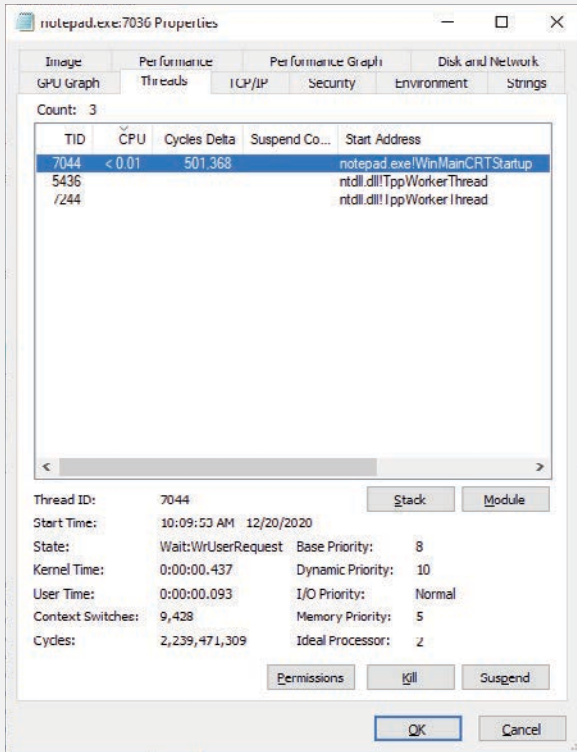 notepad.exe:7036 Properties
Image Performance Performance Graph Disk and Network
GPU Graph Threads TCP/IP Security Environment Strings
Count: 3
TID CPU Cycles Delta Suspend Co... Start Address
7044 < 0.01 501,368 notepad.exe!WinMainCRTStartup
5436 ntdll.dll!TppWorkerThread
7244 ntdll.dll!TppWorkerThread
Thread ID: 7044 Stack Module
Start Time: 10:09:53 AM 12/20/2020
State: Wait:WrUserRequest Base Priority: 8
Kernel Time: 0:00:00.437 Dynamic Priority: 10
User Time: 0:00:00.093 I/O Priority: Normal
Context Switches: 9,428 Memory Priority: 5
Cycles: 2,239,471,309 Ideal Processor: 2
Permissions Kill Suspend
OK Cancel